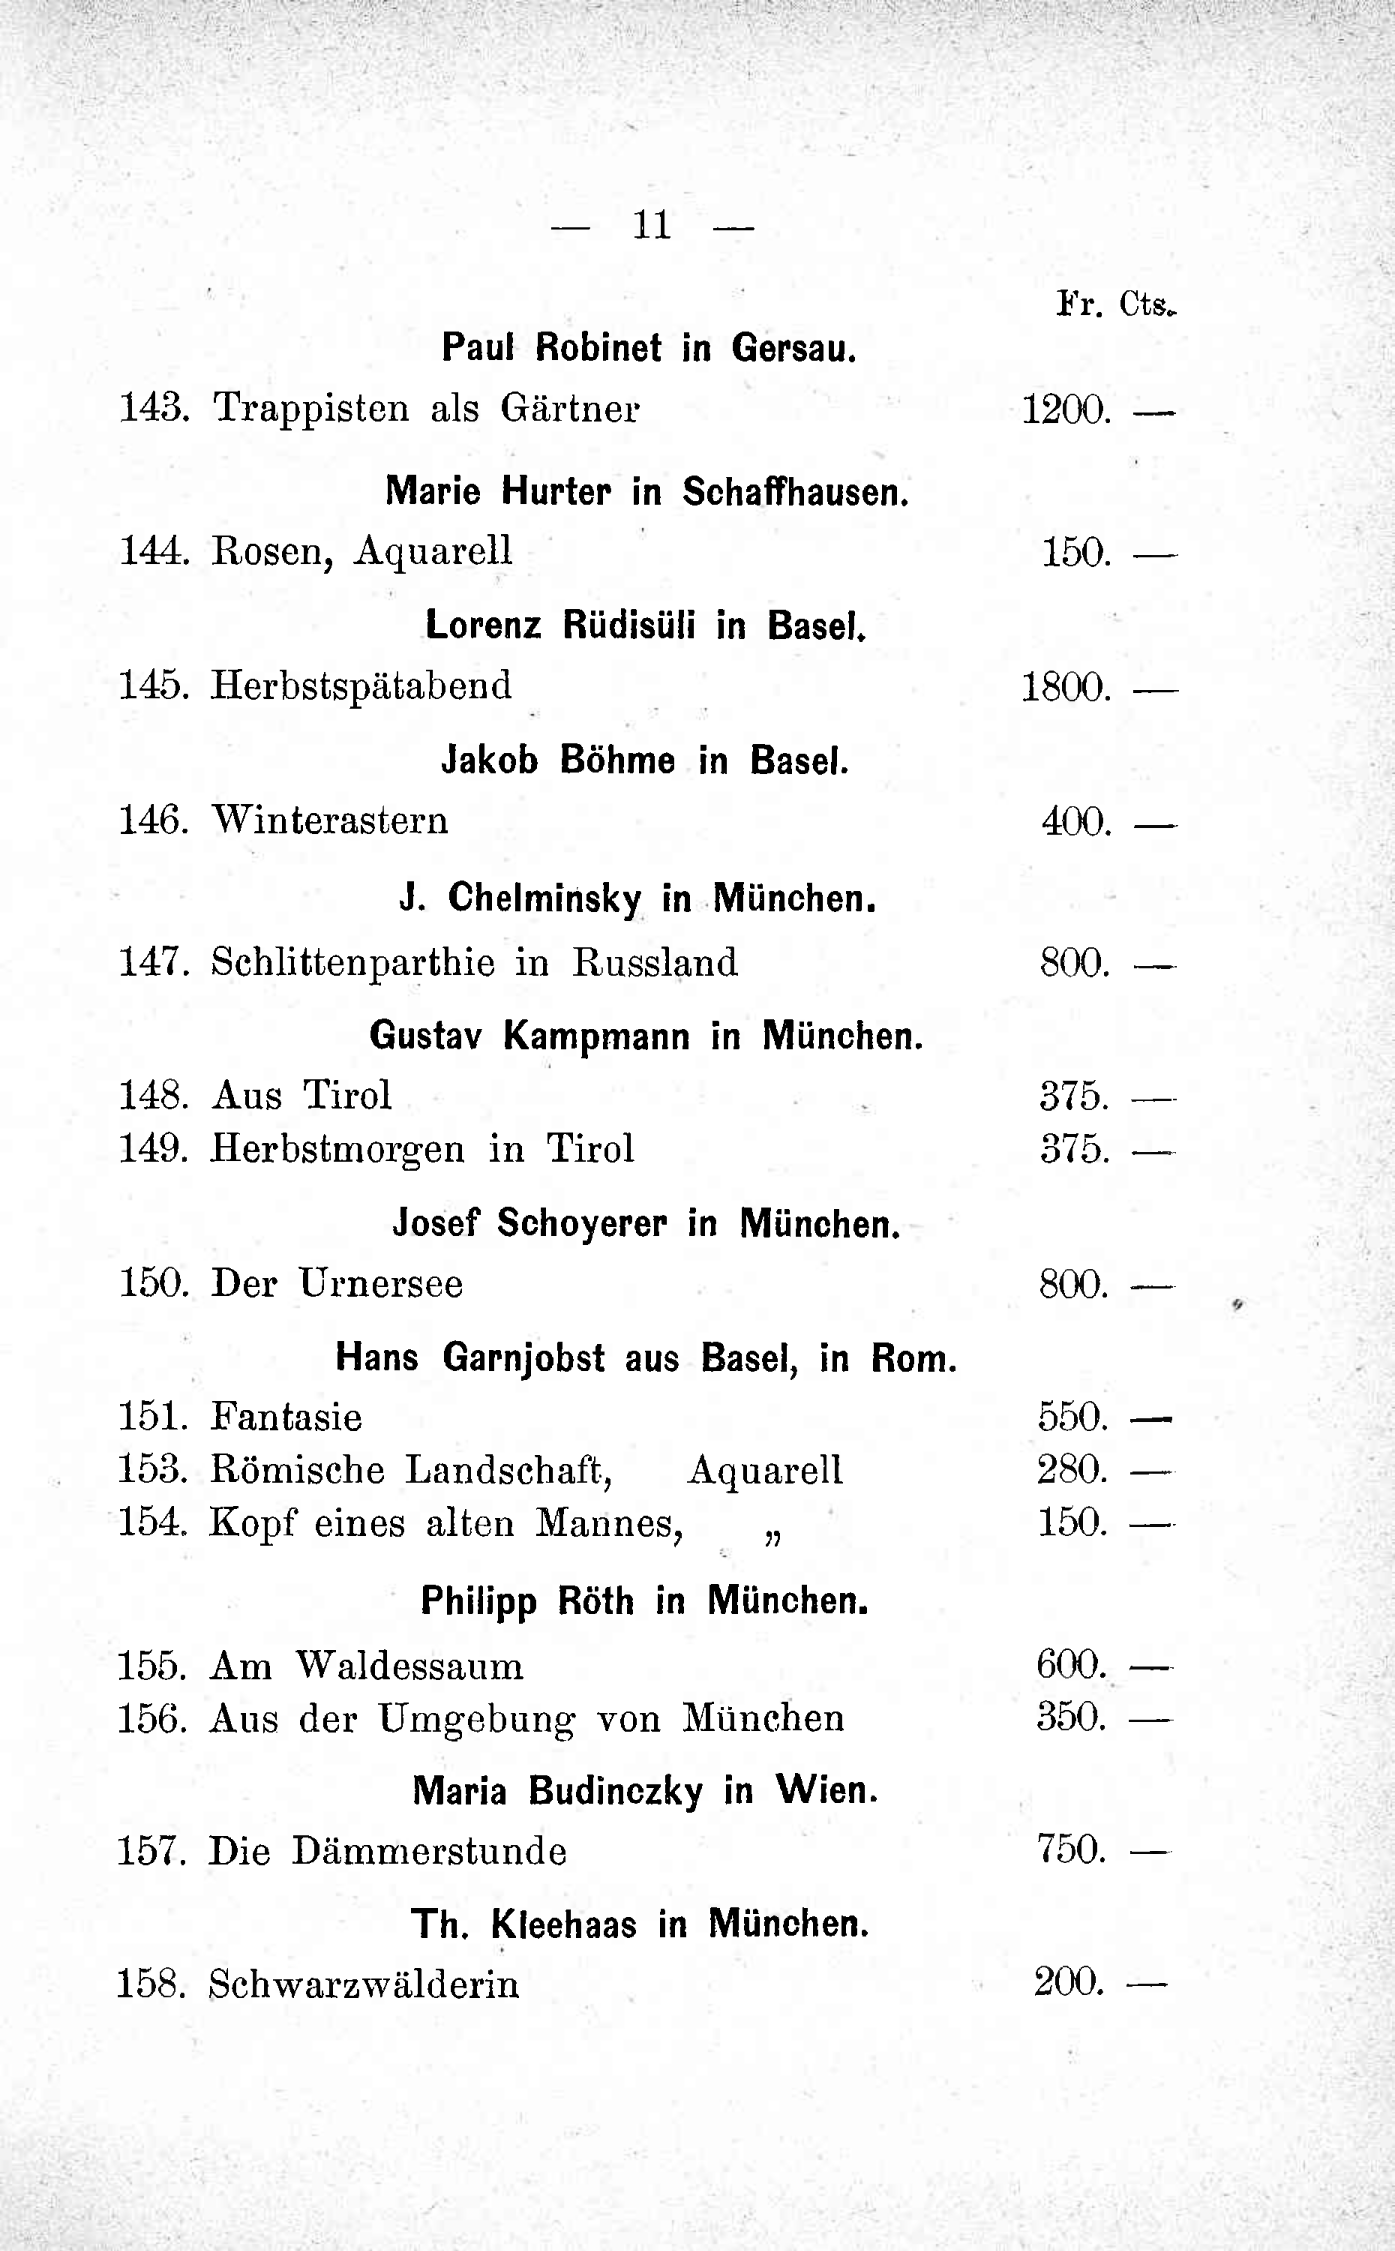 — 11 —
Fr. Cts.
Paul Robinet in Gersau.
143. Trappisten als Gärtner 1200. —
Marie Hurter in Schaffhausen.
144. Rosen, Aquarell 150. —
Lorenz Rüdisüli in Basel.
145. Herbstspätabend 1800. —
Jakob Böhme in Basel.
146. Winterastern 400. —
J. Chelminsky in München.
147. Schlittenparthie in Russland 800. —
Gustav Kampmann in München.
148. Aus Tirol 375. —
149. Herbstmorgen in Tirol 375. —
Josef Schoyerer in München.
150. Der Urnersee 800. —
Hans Garnjobst aus Basel, in Rom.
151. Fantasie 550. —
153. Römische Landschaft, Aquarell 280. —
154. Kopf eines alten Mannes, „ 150. —
Philipp Röth in München.
155. Am Waldessaum 600. —
156. Aus der Umgebung von München 350. —
Maria Budinczky in Wien.
157. Die Dämmerstunde 750. —
Th. Kleehaas in München.
158. Schwarzwälderin 200. —